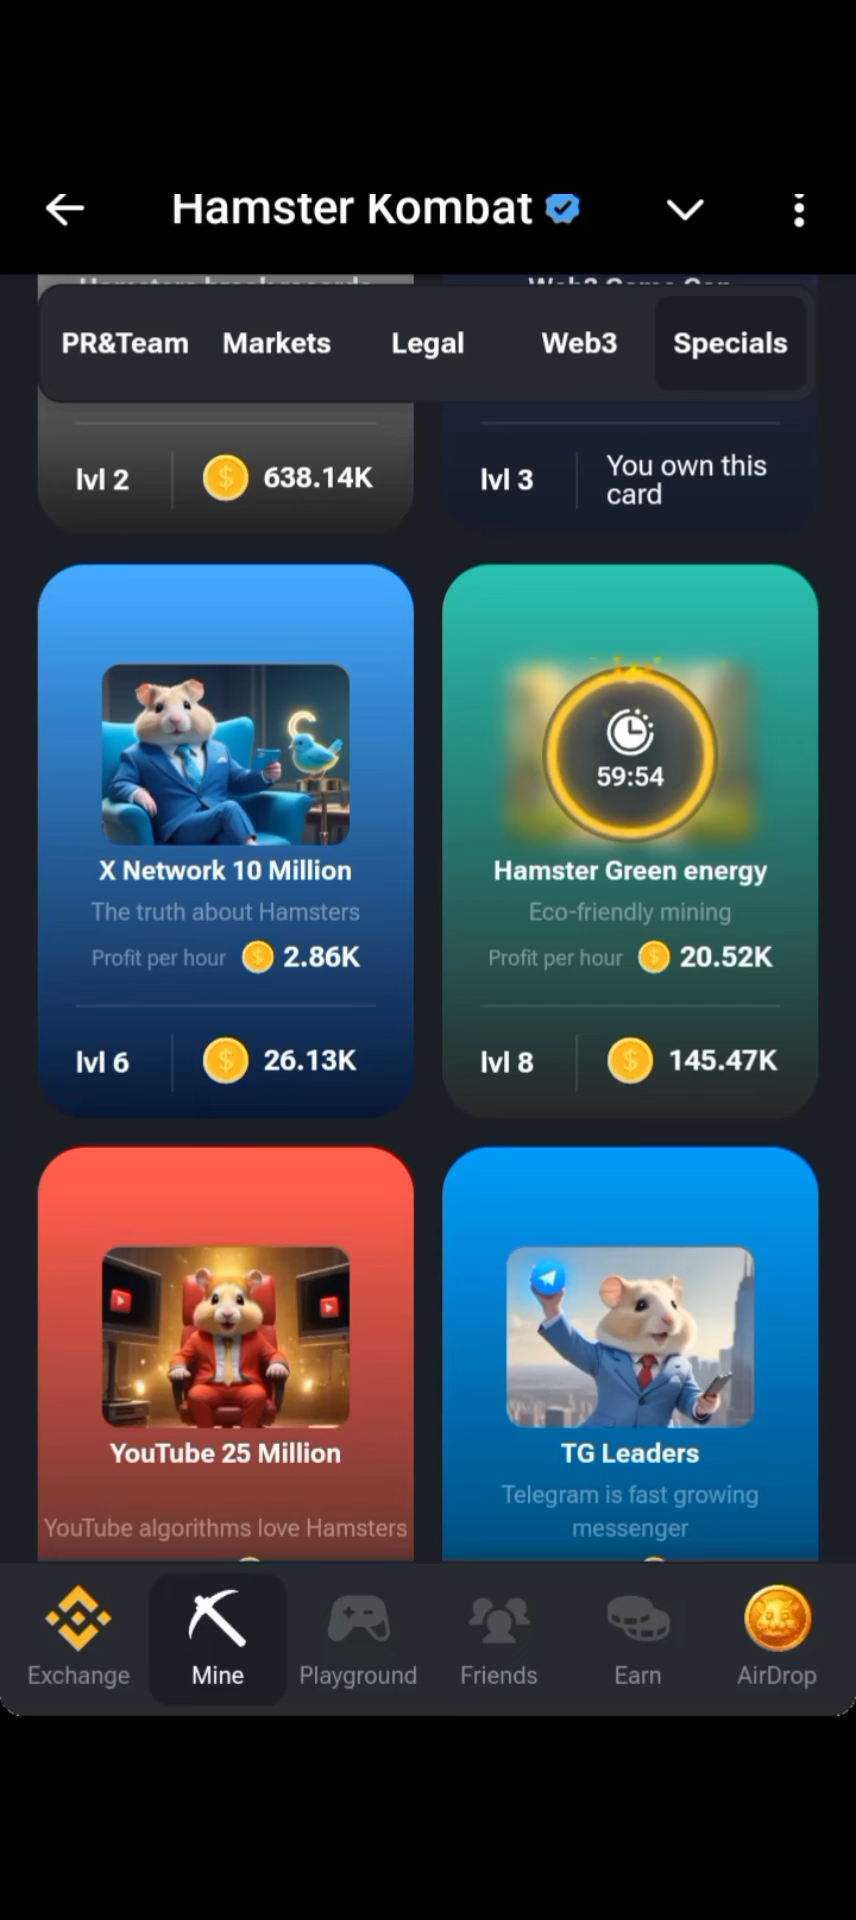 Hamster Kombat
PR&Team Markets Legal Web3 Specials
lvl 2 638.14K
lvl 3 You own this
card
X Network 10 Million
The truth about Hamsters
Profit per hour 2.86K
lvl 6 26.13K
59:54
Hamster Green energy
Eco-friendly mining
Profit per hour 20.52K
lvl 8 145.47K
YouTube 25 Million
YouTube algorithms love Hamsters
TG Leaders
Telegram is fast growing
messenger
Exchange Mine Playground Friends Earn AirDrop